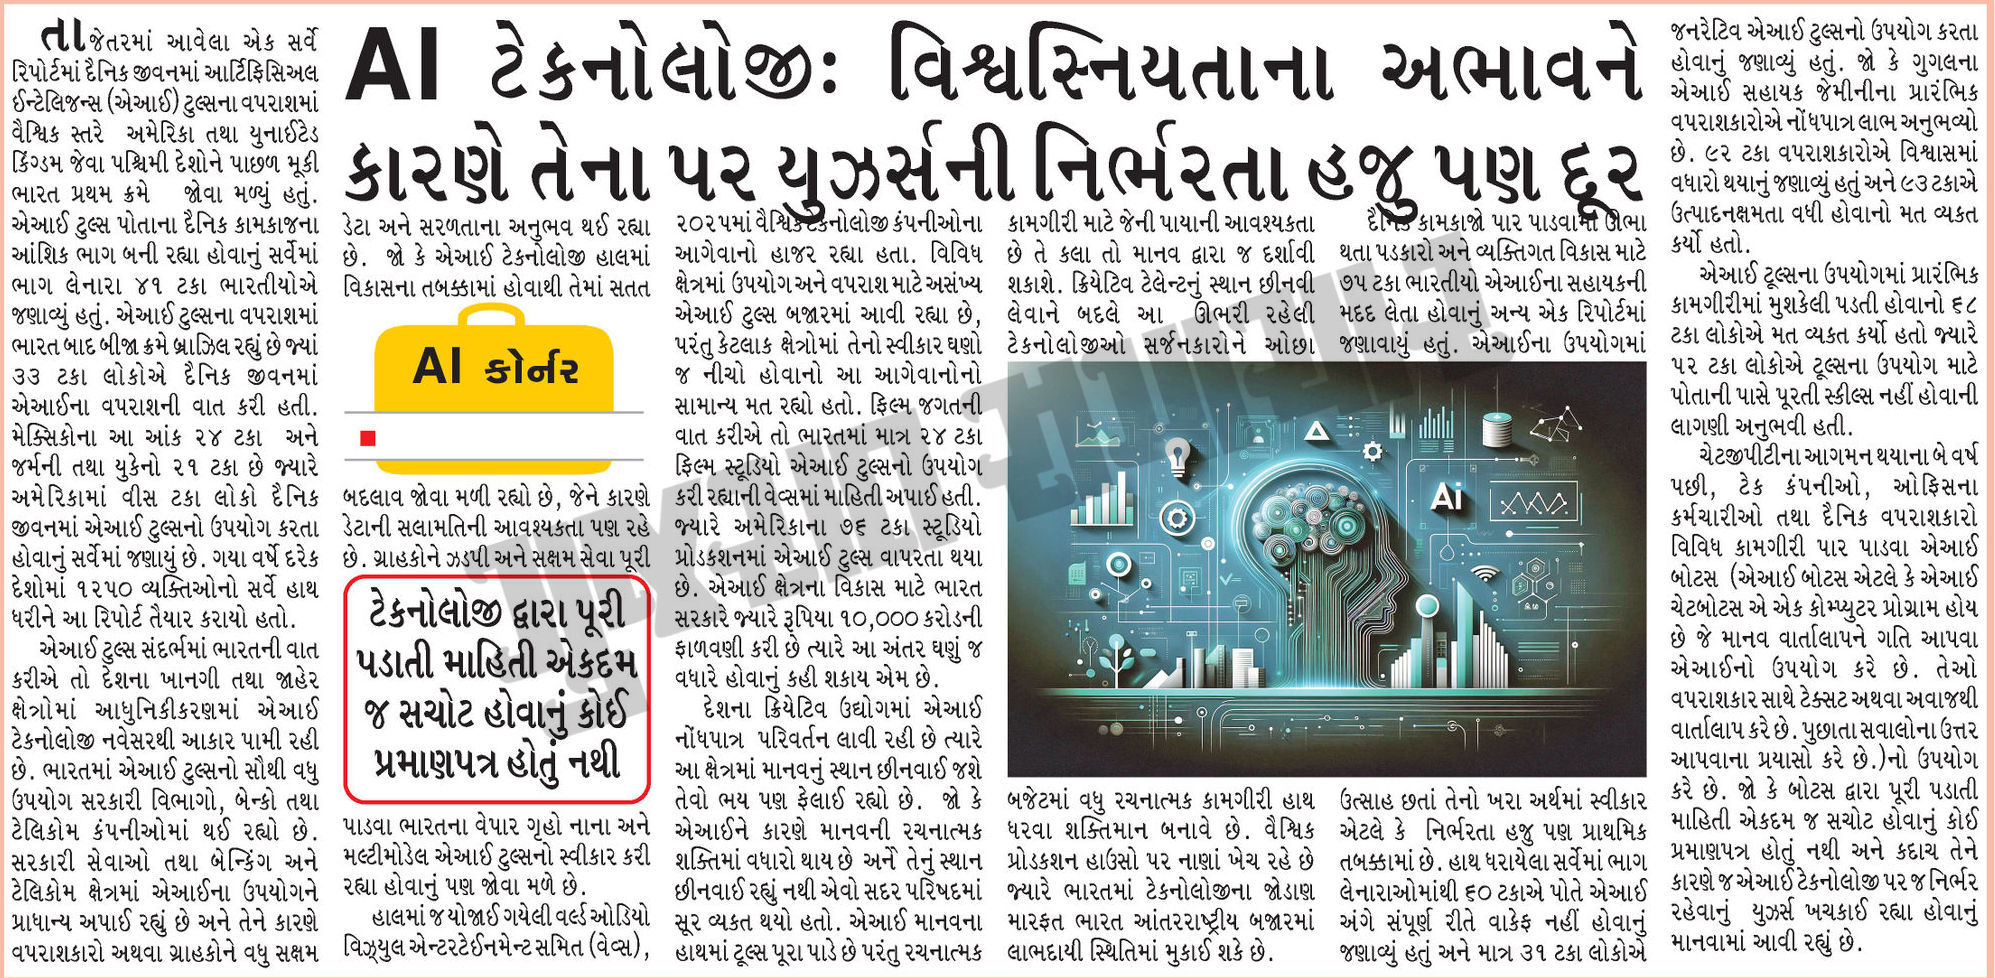 AI ટેકનોલોજી: વિશ્વસ્નિયતાના અભાવને
કારણે તેના પર યુઝર્સની નિર્ભરતા હજુ પણ દૂર
તાજેતરમાં આવેલા એક સર્વે
રિપોર્ટમાં દૈનિક જીવનમાં આર્ટિફિસિઅલ
ઈન્ટેલિજન્સ (એઆઈ) ટુલ્સના વપરાશમાં
વૈશ્વિક સ્તરે અમેરિકા તથા યુનાઈટેડ
કિંગ્ડમ જેવા પશ્ચિમી દેશોને પાછળ મૂકી
ભારત પ્રથમ ક્રમે જોવા મળ્યું હતું.
એઆઈ ટુલ્સ પોતાના દૈનિક કામકાજના
આંશિક ભાગ બની રહ્યા હોવાનું સર્વેમાં
ભાગ લેનારા ૪૧ ટકા ભારતીયોએ
જણાવ્યું હતું. એઆઈ ટુલ્સના વપરાશમાં
ભારત બાદ બીજા ક્રમે બ્રાઝિલ રહ્યું છે જ્યાં
૩૩ ટકા લોકોએ દૈનિક જીવનમાં
એઆઈના વપરાશની વાત કરી હતી.
મેક્સિકોના આ આંક ૨૪ ટકા અને
જર્મની તથા યુકેનો ૨૧ ટકા છે જ્યારે
અમેરિકામાં વીસ ટકા લોકો દૈનિક
જીવનમાં એઆઈ ટુલ્સનો ઉપયોગ કરતા
હોવાનું સર્વેમાં જણાયું છે. ગયા વર્ષે દરેક
દેશોમાં ૧૨૫૦ વ્યક્તિઓનો સર્વે હાથ
ધરીને આ રિપોર્ટ તૈયાર કરાયો હતો.
એઆઈ ટુલ્સ સંદર્ભમાં ભારતની વાત
કરીએ તો દેશના ખાનગી તથા જાહેર
ક્ષેત્રોમાં આધુનિકીકરણમાં એઆઈ
ટેકનોલોજી નવેસરથી આકાર પામી રહી
છે. ભારતમાં એઆઈ ટુલ્સનો સૌથી વધુ
ઉપયોગ સરકારી વિભાગો, બેન્કો તથા
ટેલિકોમ કંપનીઓમાં થઈ રહ્યો છે.
સરકારી સેવાઓ તથા બેન્કિંગ અને
ટેલિકોમ ક્ષેત્રમાં એઆઈના ઉપયોગને
પ્રાધાન્ય અપાઈ રહ્યું છે અને તેને કારણે
વપરાશકારો અથવા ગ્રાહકોને વધુ સક્ષમ
ડેટા અને સરળતાના અનુભવ થઈ રહ્યા
છે. જો કે એઆઈ ટેકનોલોજી હાલમાં
વિકાસના તબક્કામાં હોવાથી તેમાં સતત
AI કોર્નર
બદલાવ જોવા મળી રહ્યો છે, જેને કારણે
ડેટાની સલામતિની આવશ્યકતા પણ રહે
છે. ગ્રાહકોને ઝડપી અને સક્ષમ સેવા પૂરી
ટેકનોલોજી દ્વારા પૂરી
પડાતી માહિતી એકદમ
જ સચોટ હોવાનું કોઈ
પ્રમાણપત્ર હોતું નથી
પાડવા ભારતના વેપાર ગૃહો નાના અને
મલ્ટીમોડેલ એઆઈ ટુલ્સનો સ્વીકાર કરી
રહ્યા હોવાનું પણ જોવા મળે છે.
હાલમાં જ યોજાઈ ગયેલી વર્લ્ડ ઓડિયો
વિઝ્યુલ એન્ટરટેઈનમેન્ટ સમિત (વેવ્સ),
૨૦૨૫માં વૈશ્વિક ટેકનોલોજી કંપનીઓના
આગેવાનો હાજર રહ્યા હતા. વિવિધ
ક્ષેત્રમાં ઉપયોગ અને વપરાશ માટે અસંખ્ય
એઆઈ ટુલ્સ બજારમાં આવી રહ્યા છે,
પરંતુ કેટલાક ક્ષેત્રોમાં તેનો સ્વીકાર ઘણો
જ નીચો હોવાનો આ આગેવાનોનો
સામાન્ય મત રહ્યો હતો. ફિલ્મ જગતની
વાત કરીએ તો ભારતમાં માત્ર ૨૪ ટકા
ફિલ્મ સ્ટૂડિયો એઆઈ ટુલ્સનો ઉપયોગ
કરી રહ્યાની વેવ્સમાં માહિતી અપાઈ હતી.
જ્યારે અમેરિકાના ૭૬ ટકા સ્ટૂડિયો
પ્રોડકશનમાં એઆઈ ટુલ્સ વાપરતા થયા
છે. એઆઈ ક્ષેત્રના વિકાસ માટે ભારત
સરકારે જ્યારે રૂપિયા ૧૦,૦૦૦ કરોડની
ફાળવણી કરી છે ત્યારે આ અંતર ઘણું જ
વધારે હોવાનું કહી શકાય એમ છે.
દેશના ક્રિયેટિવ ઉદ્યોગમાં એઆઈ
નોંધપાત્ર પરિવર્તન લાવી રહી છે ત્યારે
આ ક્ષેત્રમાં માનવનું સ્થાન છીનવાઈ જશે
તેવો ભય પણ ફેલાઈ રહ્યો છે. જો કે
એઆઈને કારણે માનવની રચનાત્મક
શક્તિમાં વધારો થાય છે અને તેનું સ્થાન
છીનવાઈ રહ્યું નથી એવો સદર પરિષદમાં
સૂર વ્યકત થયો હતો. એઆઈ માનવના
હાથમાં ટૂલ્સ પૂરા પાડે છે પરંતુ રચનાત્મક
કામગીરી માટે જેની પાયાની આવશ્યકતા
છે તે કલા તો માનવ દ્વારા જ દર્શાવી
શકાશે. ક્રિયેટિવ ટેલેન્ટનું સ્થાન છીનવી
લેવાને બદલે આ ઊભરી રહેલી
ટેકનોલોજીઓ સર્જનકારોને ઓછા
Ai
બજેટમાં વધુ રચનાત્મક કામગીરી હાથ
ધરવા શક્તિમાન બનાવે છે. વૈશ્વિક
પ્રોડકશન હાઉસો પર નાણાં ખેચ રહે છે
જ્યારે ભારતમાં ટેકનોલોજીના જોડાણ
મારફત ભારત આંતરરાષ્ટ્રીય બજારમાં
લાભદાયી સ્થિતિમાં મુકાઈ શકે છે.
દૈનિક કામકાજો પાર પાડવામાં ઊભા
થતા પડકારો અને વ્યક્તિગત વિકાસ માટે
૭૫ ટકા ભારતીયો એઆઈના સહાયકની
મદદ લેતા હોવાનું અન્ય એક રિપોર્ટમાં
જણાવાયું હતું. એઆઈના ઉપયોગમાં
ઉત્સાહ છતાં તેનો ખરા અર્થમાં સ્વીકાર
એટલે કે નિર્ભરતા હજુ પણ પ્રાથમિક
તબક્કામાં છે. હાથ ધરાયેલા સર્વેમાં ભાગ
લેનારાઓમાંથી ૬૦ ટકાએ પોતે એઆઈ
અંગે સંપૂર્ણ રીતે વાકેફ નહીં હોવાનું
જણાવ્યું હતું અને માત્ર ૩૧ ટકા લોકોએ
જનરેટિવ એઆઈ ટુલ્સનો ઉપયોગ કરતા
હોવાનું જણાવ્યું હતું. જો કે ગુગલના
એઆઈ સહાયક જેમીનીના પ્રારંભિક
વપરાશકારોએ નોંધપાત્ર લાભ અનુભવ્યો
છે. ૯૨ ટકા વપરાશકારોએ વિશ્વાસમાં
વધારો થયાનું જણાવ્યું હતું અને ૯૩ ટકાએ
ઉત્પાદનક્ષમતા વધી હોવાનો મત વ્યકત
કર્યો હતો.
એઆઈ ટૂલ્સના ઉપયોગમાં પ્રારંભિક
કામગીરીમાં મુશકેલી પડતી હોવાનો ૬૮
ટકા લોકોએ મત વ્યકત કર્યો હતો જ્યારે
૫૨ ટકા લોકોએ ટૂલ્સના ઉપયોગ માટે
પોતાની પાસે પૂરતી સ્કીલ્સ નહીં હોવાની
લાગણી અનુભવી હતી.
ચેટજીપીટીના આગમન થયાના બે વર્ષ
પછી, ટેક કંપનીઓ, ઓફિસના
કર્મચારીઓ તથા દૈનિક વપરાશકારો
વિવિધ કામગીરી પાર પાડવા એઆઈ
બોટસ (એઆઈ બોટસ એટલે કે એઆઈ
ચેટબોટસ એ એક કોમ્પ્યુટર પ્રોગ્રામ હોય
છે જે માનવ વાર્તાલાપને ગતિ આપવા
એઆઈનો ઉપયોગ કરે છે. તેઓ
વપરાશકાર સાથે ટેક્સટ અથવા અવાજથી
વાર્તાલાપ કરે છે. પુછાતા સવાલોના ઉત્તર
આપવાના પ્રયાસો કરે છે.)નો ઉપયોગ
કરે છે. જો કે બોટસ દ્વારા પૂરી પડાતી
માહિતી એકદમ જ સચોટ હોવાનું કોઈ
પ્રમાણપત્ર હોતું નથી અને કદાચ તેને
કારણે જ એઆઈ ટેકનોલોજી પર જ નિર્ભર
રહેવાનું યુઝર્સ ખચકાઈ રહ્યા હોવાનું
માનવામાં આવી રહ્યું છે.